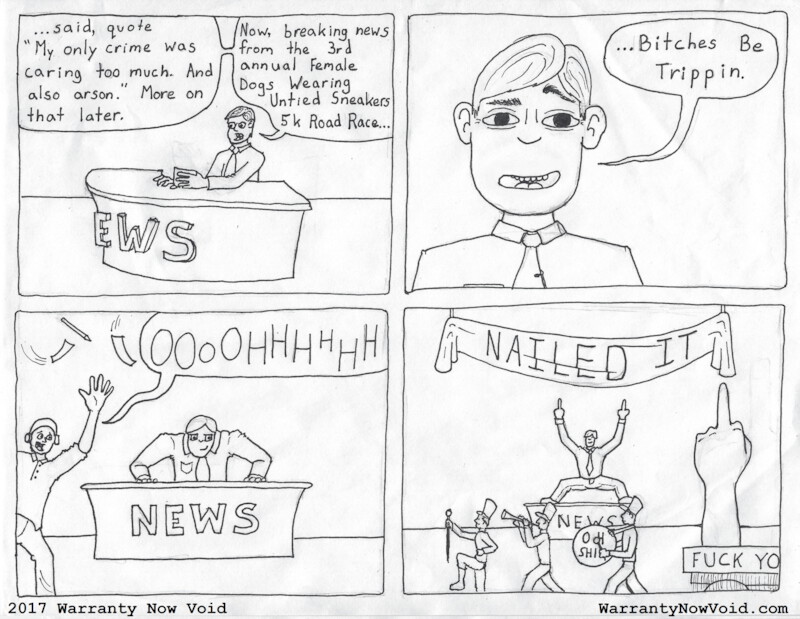 ...said, quote
"My only crime was
caring too much. And
also arson." More on
that later.
Now, breaking news
from the 3rd
annual Female
Dogs Wearing
Untied Sneakers
5k Road Race...
EWS
...Bitches Be
Trippin.
OOOOHHHHHH
NEWS
NAILED IT
NEWS
OH
SHI
FUCK YO
2017 Warranty Now Void
WarrantyNowVoid.com